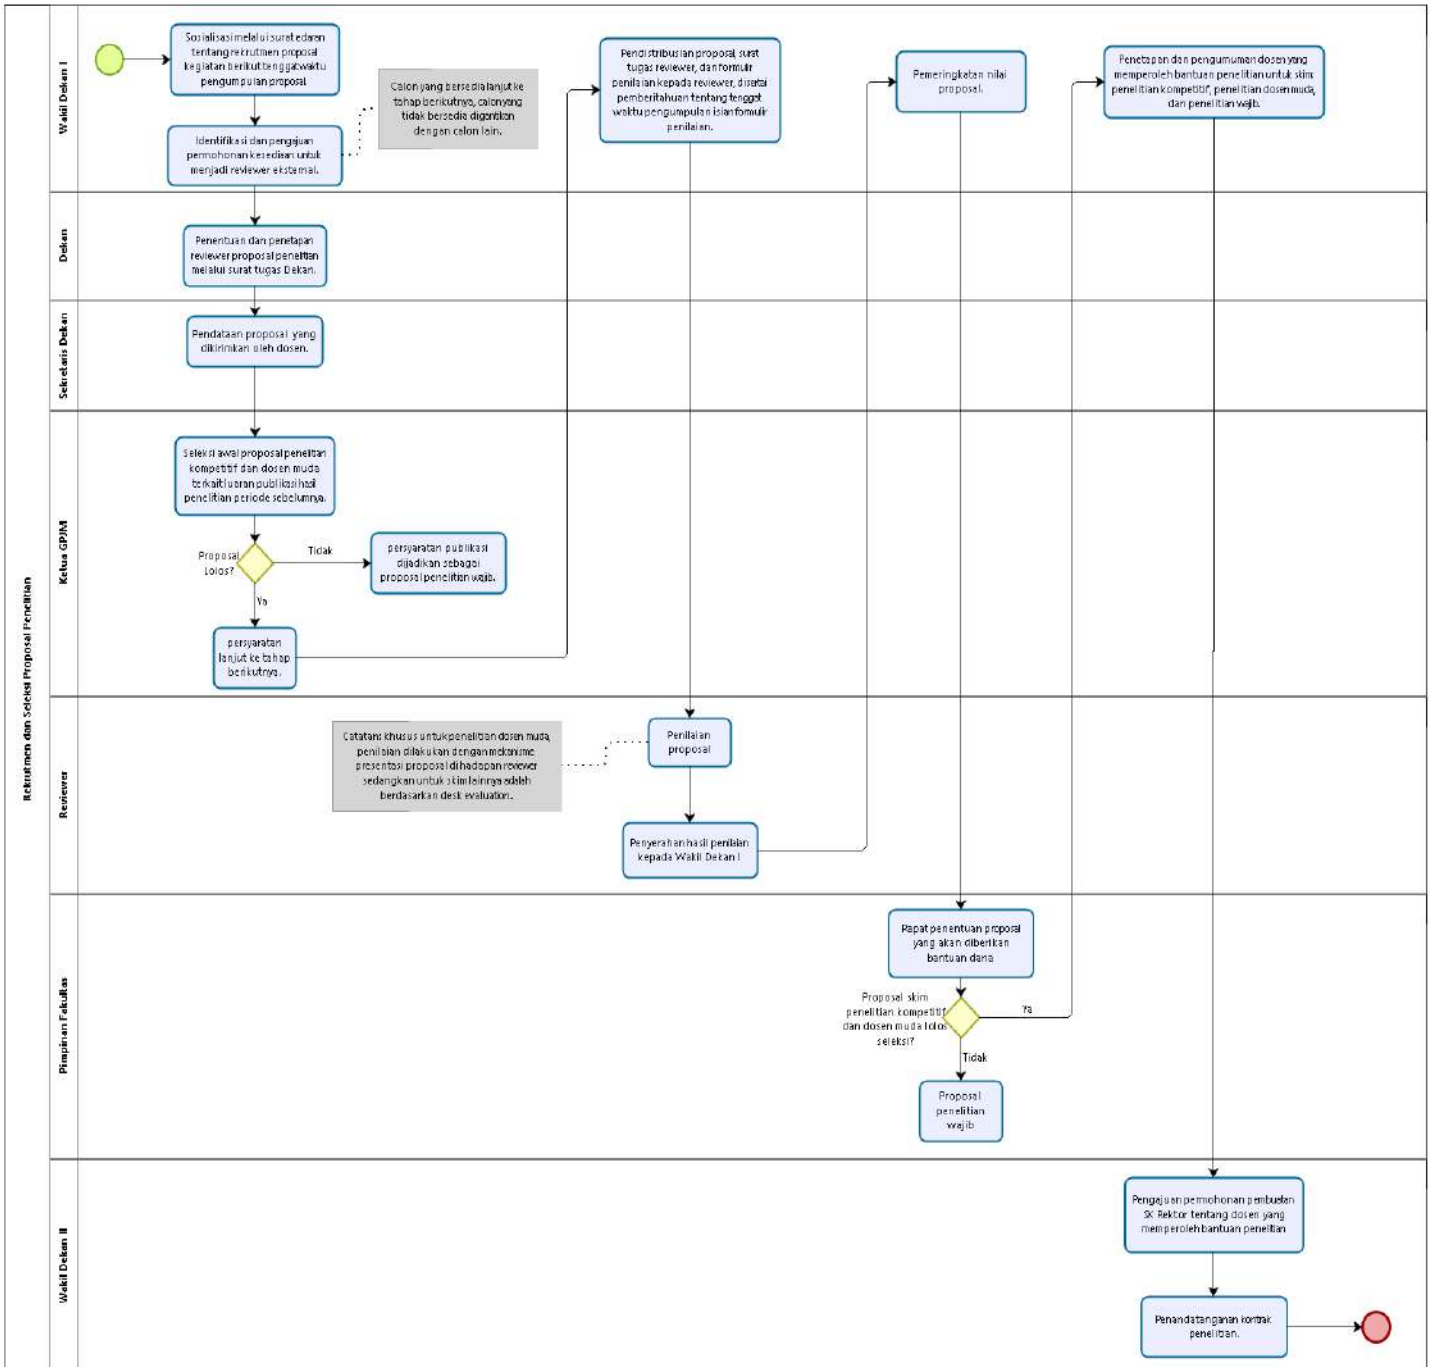 Rekrutmen dan Seleksi Proposal Penelitian
Wakil Dekan I
Sosialisasi melalui surat edaran
tentang rekrutmen proposal
kegiatan berikut tenggat waktu
pengumpulan proposal
Identifikasi dan pengajuan
permohonan kesediaan untuk
menjadi reviewer eksternal.
Calon yang bersedia lanjut ke
tahap berikutnya, calon yang
tidak bersedia digantikan
dengan calon lain.
Pendistribusian proposal, surat
tugas reviewer, dan formulir
penilaian kepada reviewer, disertai
pemberitahuan tentang tenggat
waktu pengumpulan isian formulir
penilaian.
Pemeringkatan nilai
proposal.
Penetapan dan pengumuman dosen yang
memperoleh bantuan penelitian untuk skim
penelitian kompetitif, penelitian dosen muda,
dan penelitian wajib.
Dekan
Penentuan dan penetapan
reviewer proposal penelitian
melalui surat tugas Dekan.
Sekretaris Dekan
Pendataan proposal yang
dikirimkan oleh dosen.
Ketua GPJM
Seleksi awal proposal penelitian
kompetitif dan dosen muda
terkait luaran publikasi hasil
penelitian periode sebelumnya.
Proposal
Lolos?
Tidak
persyaratan publikasi
dijadikan sebagai
proposal penelitian wajib.
Ya
persyaratan
lanjut ke tahap
berikutnya.
Reviewer
Catatan: khusus untuk penelitian dosen muda,
penilaian dilakukan dengan mekanisme
presentasi proposal di hadapan reviewer
sedangkan untuk skim lainnya adalah
berdasarkan desk evaluation.
Penilaian
proposal
Penyerahan hasil penilaian
kepada Wakil Dekan I
Pimpinan Fakultas
Rapat penentuan proposal
yang akan diberikan
bantuan dana
Proposal skim
penelitian kompetitif
dan dosen muda lolos
seleksi?
Ya
Tidak
Proposal
penelitian
wajib
Wakil Dekan II
Pengajuan permohonan pembuatan
SK Rektor tentang dosen yang
memperoleh bantuan penelitian
Penandatanganan kontrak
penelitian.